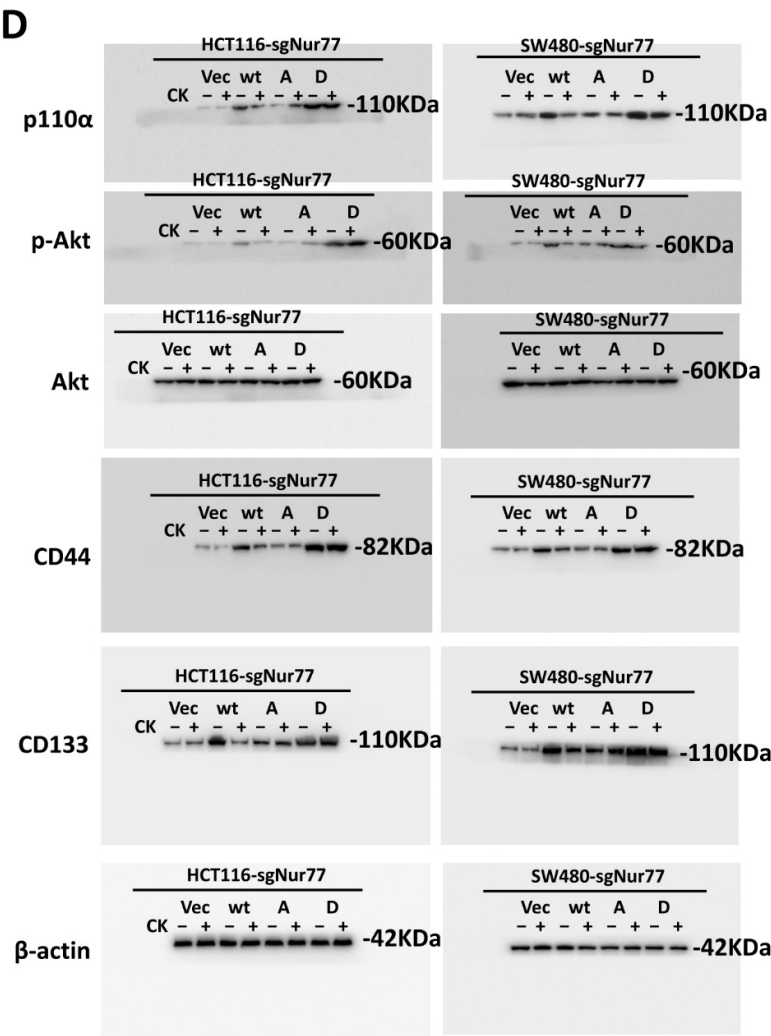 D
HCT116-sgNur77 SW480-sgNur77
Vec wt A D Vec wt A D
CK – + – + – + – + – + – + – + – +
p110α -110KDa -110KDa
HCT116-sgNur77 SW480-sgNur77
Vec wt A D Vec wt A D
CK – + – + – + – + – + – + – + – +
p-Akt -60KDa -60KDa
HCT116-sgNur77 SW480-sgNur77
Vec wt A D Vec wt A D
CK – + – + – + – + – + – + – + – +
Akt -60KDa -60KDa
HCT116-sgNur77 SW480-sgNur77
Vec wt A D Vec wt A D
CK – + – + – + – + – + – + – + – +
CD44 -82KDa -82KDa
HCT116-sgNur77 SW480-sgNur77
Vec wt A D Vec wt A D
CK – + – + – + – + – + – + – + – +
CD133 -110KDa -110KDa
HCT116-sgNur77 SW480-sgNur77
Vec wt A D Vec wt A D
CK – + – + – + – + – + – + – + – +
β-actin -42KDa -42KDa